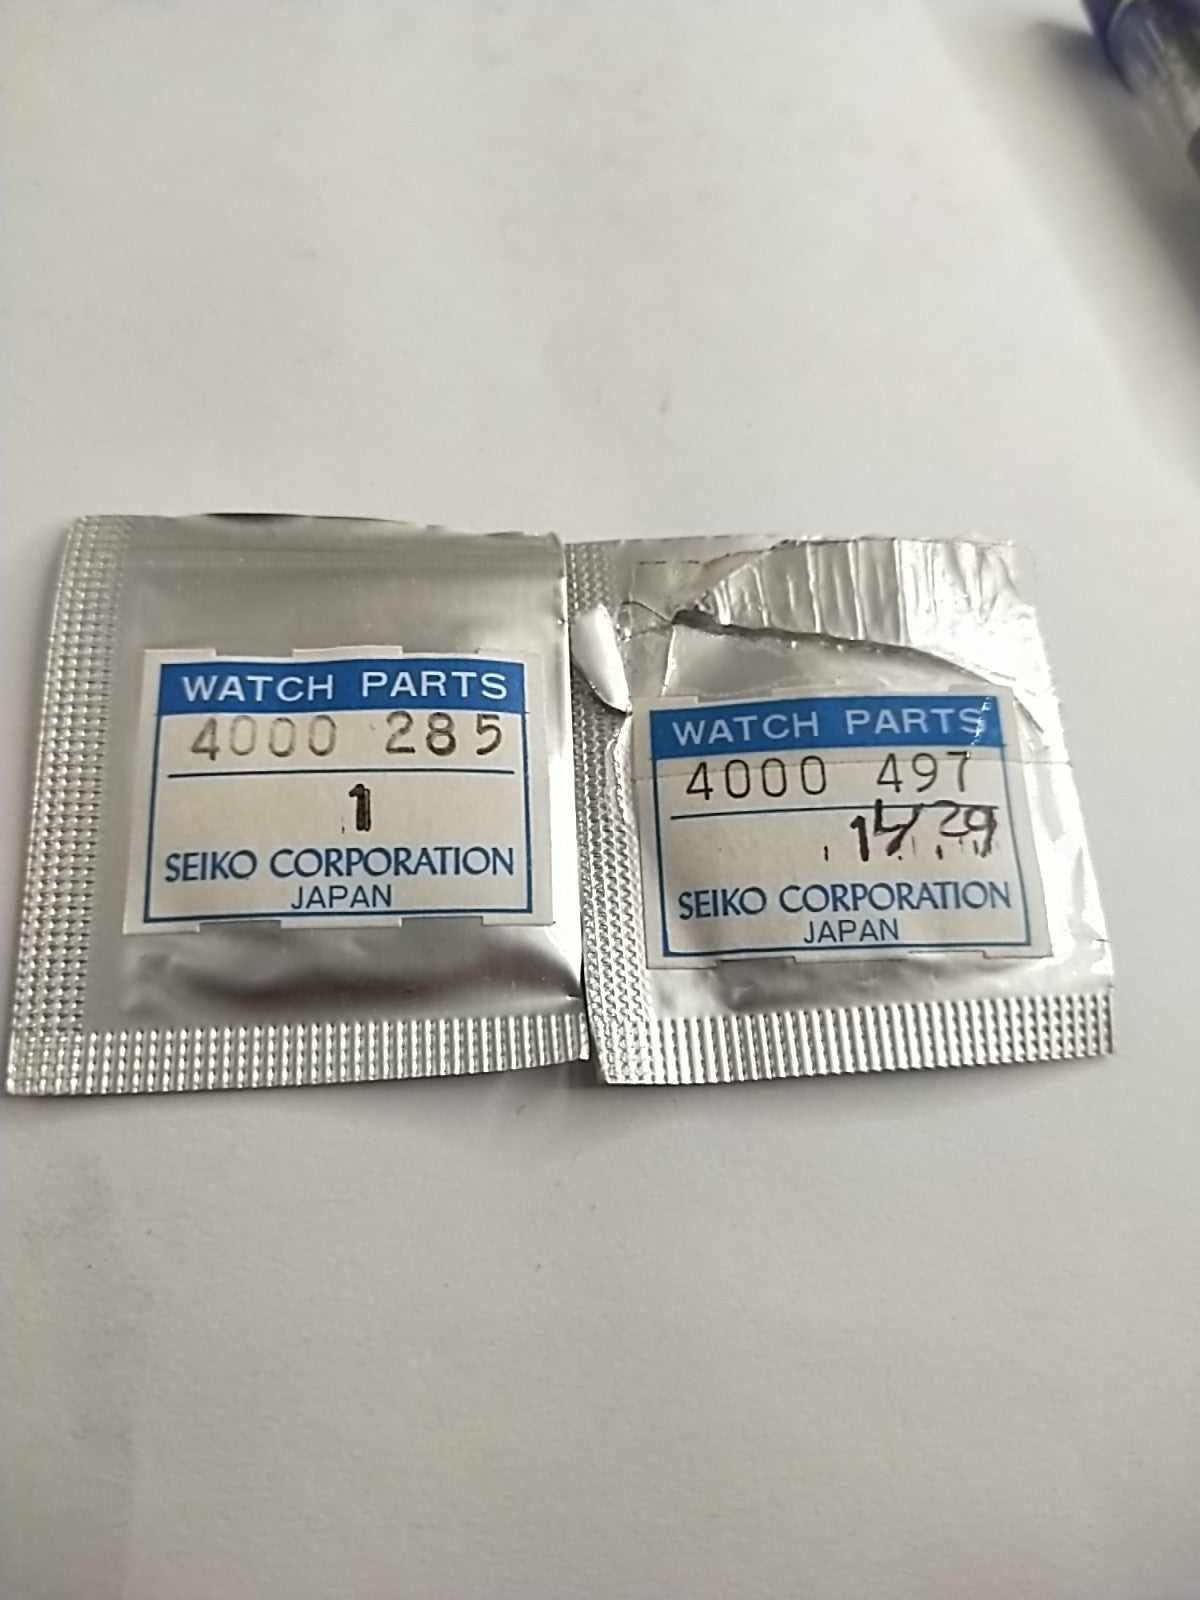 WATCH PARTS
4000 285
1
SEIKO CORPORATION
JAPAN
WATCH PARTS
4000 497
SEIKO CORPORATION
JAPAN